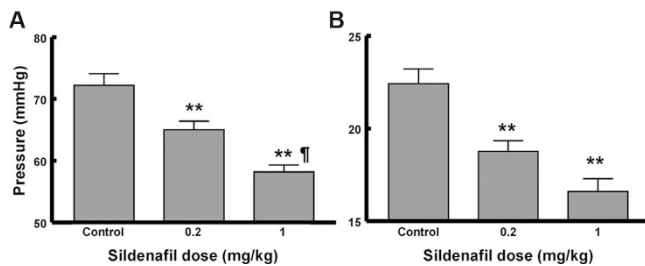 A
B
Pressure (mmHg)
80
70
60
50
**
** ¶
Control
0.2
1
Sildenafil dose (mg/kg)
25
20
15
**
**
Control
0.2
1
Sildenafil dose (mg/kg)